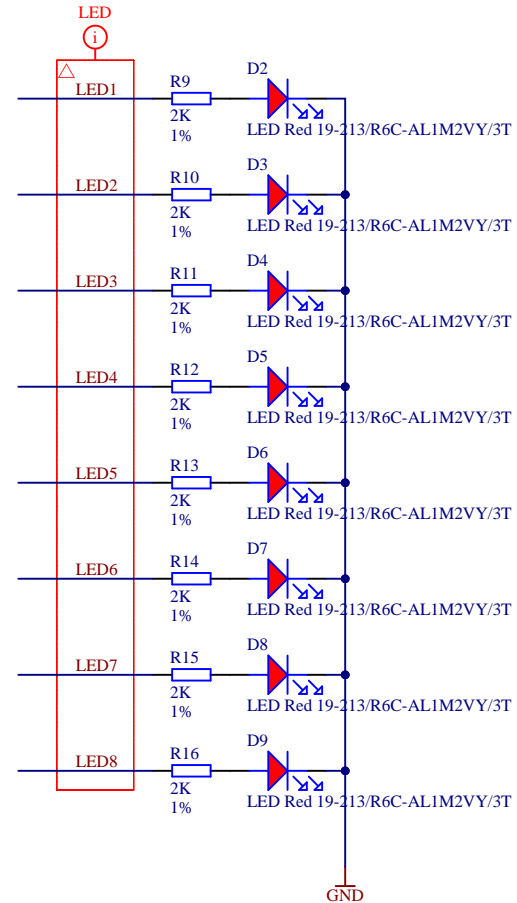 LED
i
LED1
R9
2K
1%
D2
LED Red 19-213/R6C-AL1M2VY/3T
LED2
R10
2K
1%
D3
LED Red 19-213/R6C-AL1M2VY/3T
LED3
R11
2K
1%
D4
LED Red 19-213/R6C-AL1M2VY/3T
LED4
R12
2K
1%
D5
LED Red 19-213/R6C-AL1M2VY/3T
LED5
R13
2K
1%
D6
LED Red 19-213/R6C-AL1M2VY/3T
LED6
R14
2K
1%
D7
LED Red 19-213/R6C-AL1M2VY/3T
LED7
R15
2K
1%
D8
LED Red 19-213/R6C-AL1M2VY/3T
LED8
R16
2K
1%
D9
LED Red 19-213/R6C-AL1M2VY/3T
GND